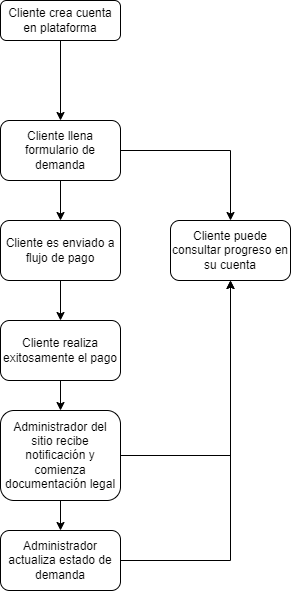 Cliente crea cuenta
en plataforma
Cliente llena
formulario de
demanda
Cliente es enviado a
flujo de pago
Cliente puede
consultar progreso en
su cuenta
Cliente realiza
exitosamente el pago
Administrador del
sitio recibe
notificación y
comienza
documentación legal
Administrador
actualiza estado de
demanda